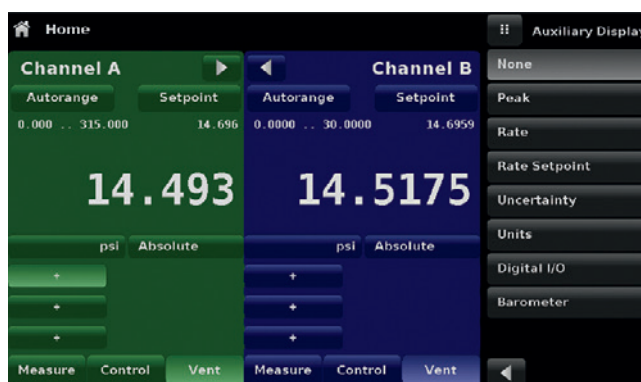 Home
Channel A
Autorange Setpoint
0.000 .. 315.000 14.696
14.493
psi Absolute
+
+
+
Measure Control Vent
Channel B
Autorange Setpoint
0.0000 .. 30.0000 14.6959
14.5175
psi Absolute
+
+
+
Measure Control Vent
Auxiliary Display
None
Peak
Rate
Rate Setpoint
Uncertainty
Units
Digital I/O
Barometer